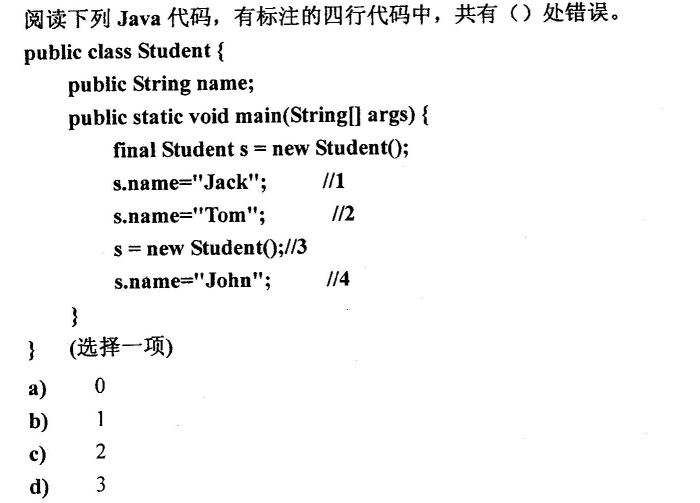 阅读下列 Java 代码，有标注的四行代码中，共有（）处错误。
public class Student {
public String name;
public static void main(String[] args) {
final Student s = new Student();
s.name="Jack"; //1
s.name="Tom"; //2
s = new Student();//3
s.name="John"; //4
}
} (选择一项)
a) 0
b) 1
c) 2
d) 3